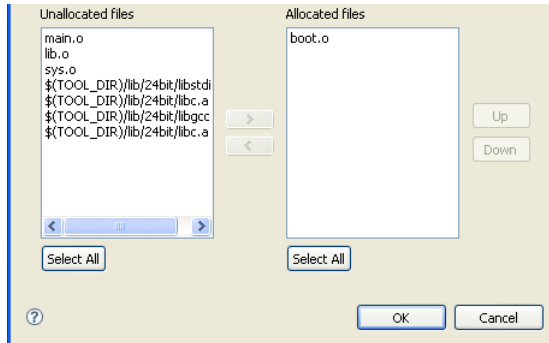 Unallocated files
Allocated files
main.o
lib.o
sys.o
$(TOOL_DIR)/lib/24bit/libstdi
$(TOOL_DIR)/lib/24bit/libc.a
$(TOOL_DIR)/lib/24bit/libgcc
$(TOOL_DIR)/lib/24bit/libc.a
boot.o
>
<
Up
Down
Select All
Select All
?
OK
Cancel